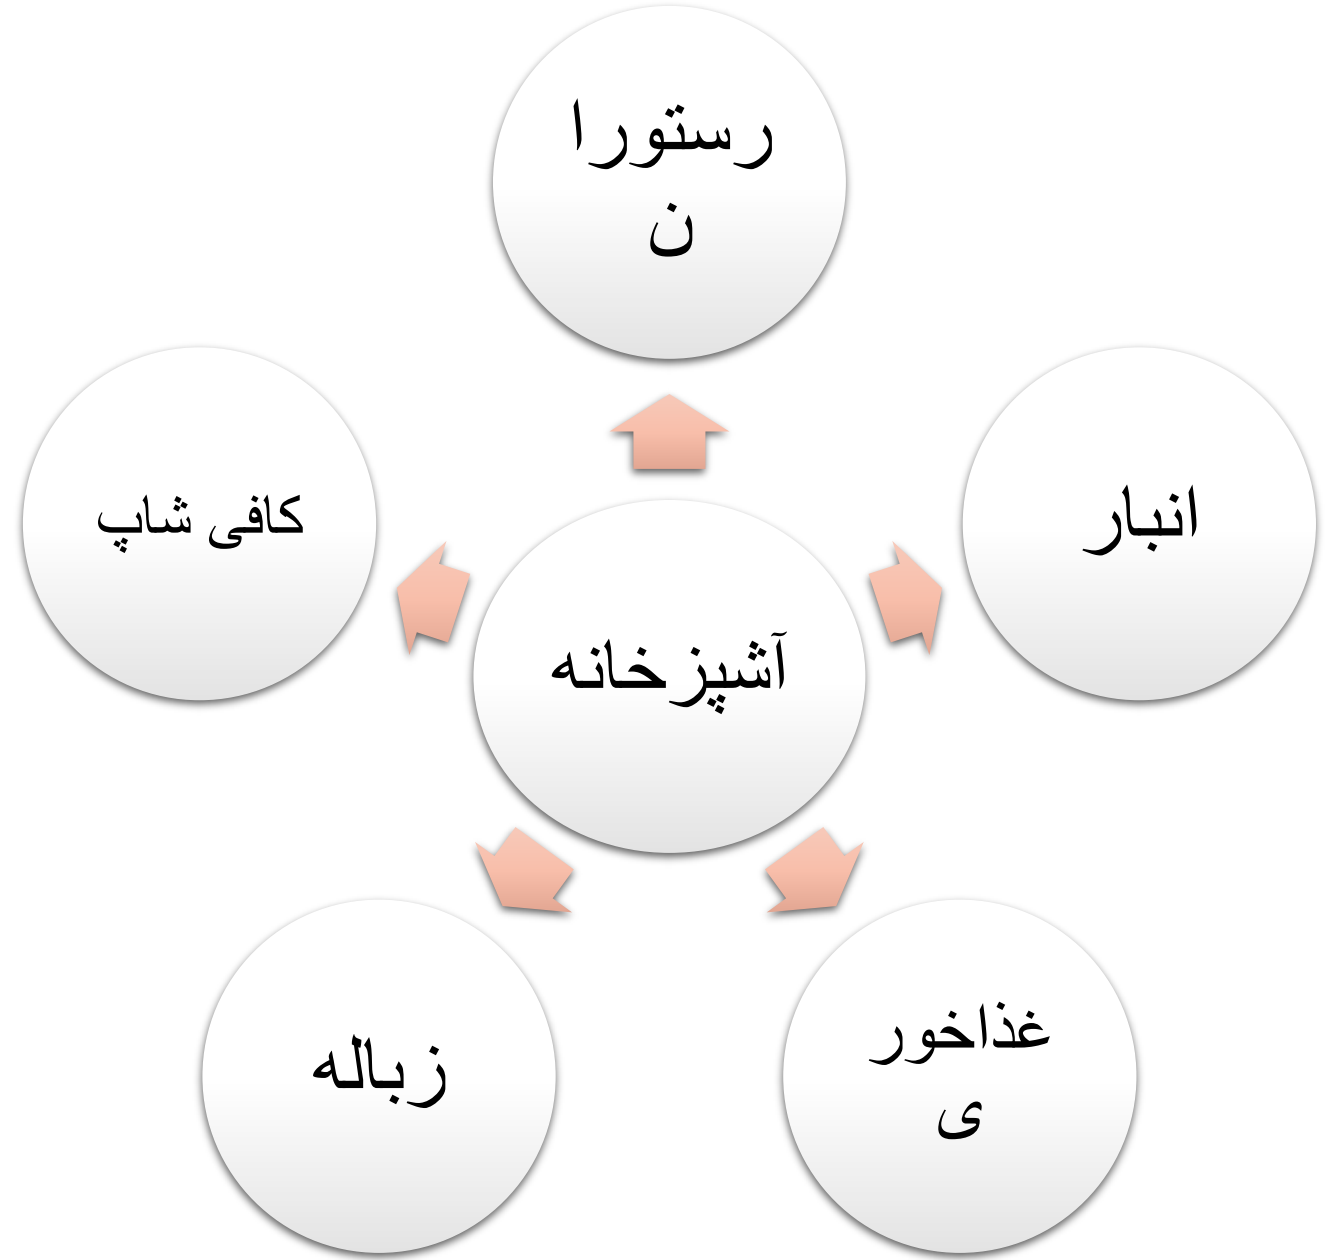 رستورا
ن
کافی شاپ
انبار
آشپزخانه
زباله
غذاخور
ی